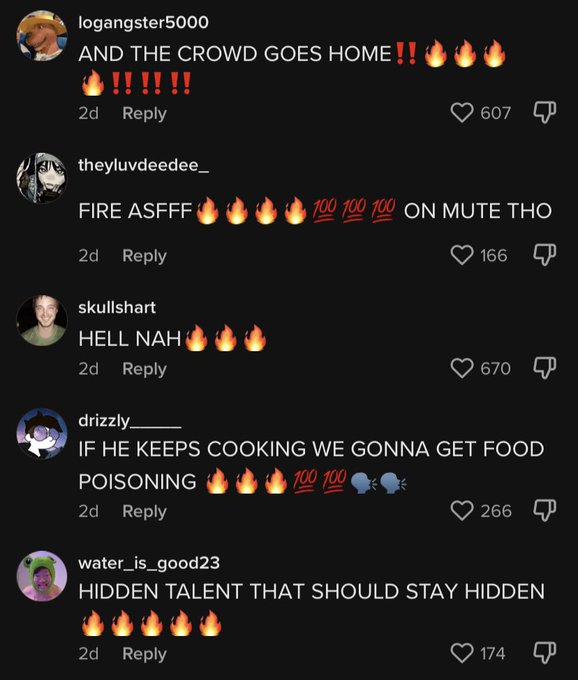 logangster5000
AND THE CROWD GOES HOME‼️🔥🔥🔥
🔥‼️‼️‼️
2d Reply 607
theyluvdeedee_
FIRE ASFFF🔥🔥🔥🔥💯💯💯 ON MUTE THO
2d Reply 166
skullshart
HELL NAH🔥🔥🔥
2d Reply 670
drizzly_____
IF HE KEEPS COOKING WE GONNA GET FOOD
POISONING 🔥🔥🔥💯💯🗣️🗣️
2d Reply 266
water_is_good23
HIDDEN TALENT THAT SHOULD STAY HIDDEN
🔥🔥🔥🔥🔥
2d Reply 174